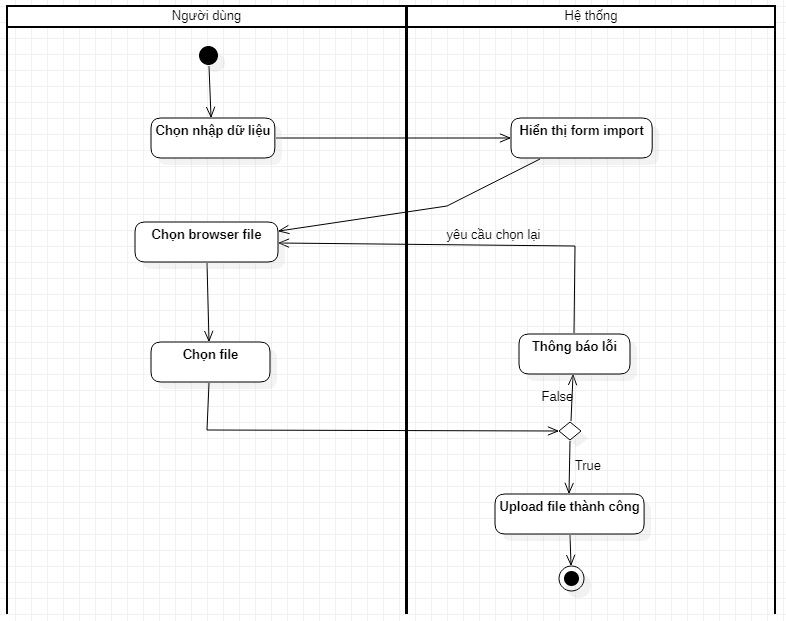 Người dùng
Hệ thống
Chọn nhập dữ liệu
Hiển thị form import
Chọn browser file
yêu cầu chọn lại
Chọn file
Thông báo lỗi
False
True
Upload file thành công